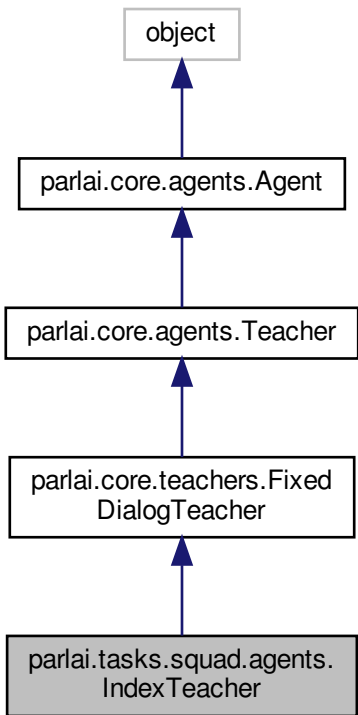 object
parlai.core.agents.Agent
parlai.core.agents.Teacher
parlai.core.teachers.Fixed
DialogTeacher
parlai.tasks.squad.agents.
IndexTeacher